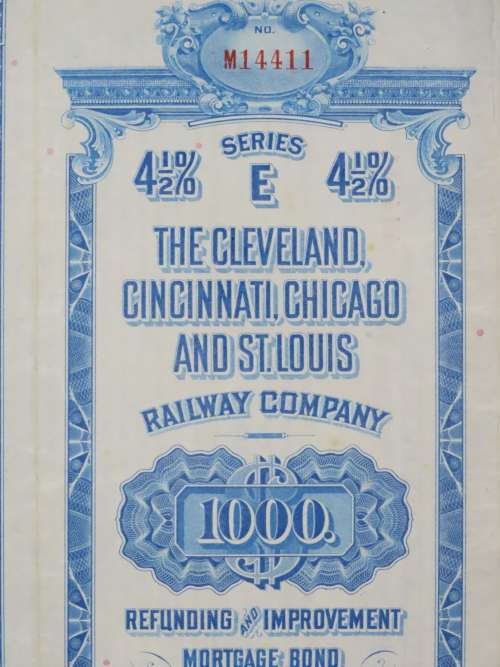 NO.
M14411
SERIES
4½% E 4½%
THE CLEVELAND,
CINCINNATI, CHICAGO
AND ST. LOUIS
RAILWAY COMPANY
$
1000.
REFUNDING AND IMPROVEMENT
MORTGAGE BOND